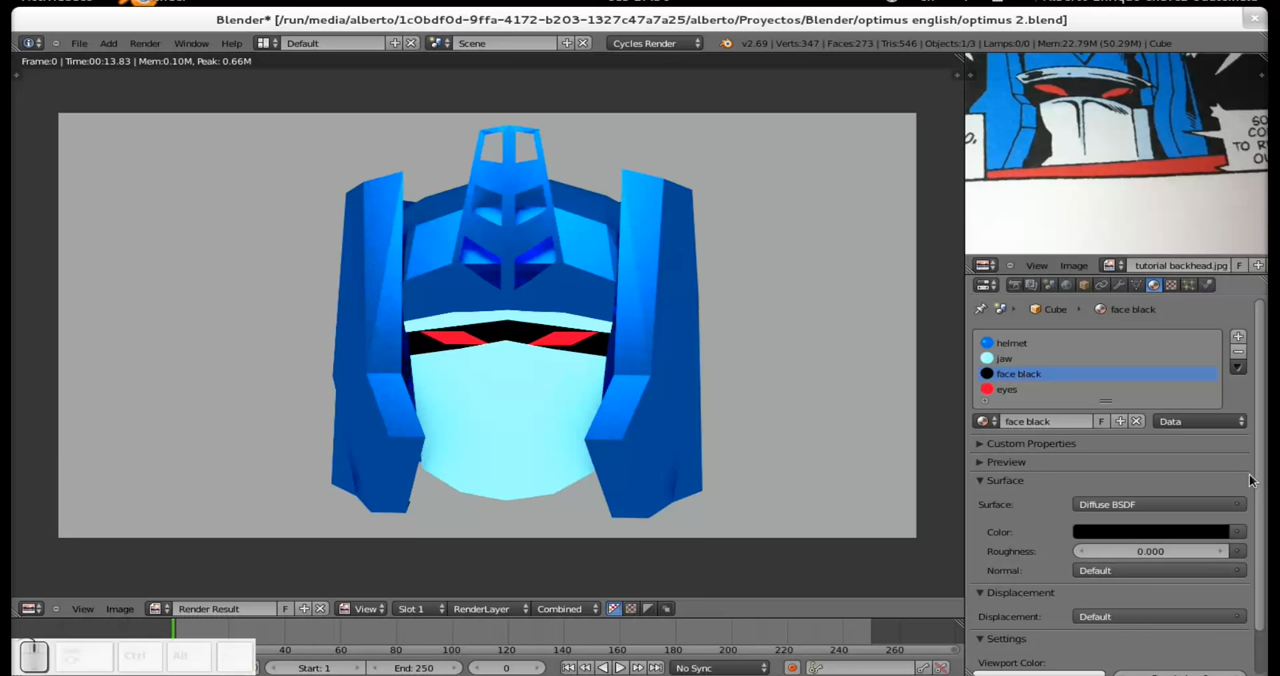 Blender* [/run/media/alberto/1c0bdf0d-9ffa-4172-b203-1327c47a7a25/alberto/Proyectos/Blender/optimus english/optimus 2.blend]
File Add Render Window Help Default Scene Cycles Render v2.69 | Verts:347 | Faces:273 | Tris:546 | Objects:1/3 | Lamps:0/0 | Mem:22.79M (50.29M) | Cube
Frame:0 | Time:00:13.83 | Mem:0.10M, Peak: 0.66M
View Image tutorial backhead.jpg F
Cube face black
helmet
jaw
face black
eyes
face black F Data
Custom Properties
Preview
Surface
Surface: Diffuse BSDF
Color:
Roughness: 0.000
Normal: Default
Displacement
Displacement: Default
Settings
Viewport Color:
View Image Render Result F View Slot 1 RenderLayer Combined
40 60 80 100 120 140 160 180 200 220 240 260
Ctrl Alt
Start: 1 End: 250 0 No Sync